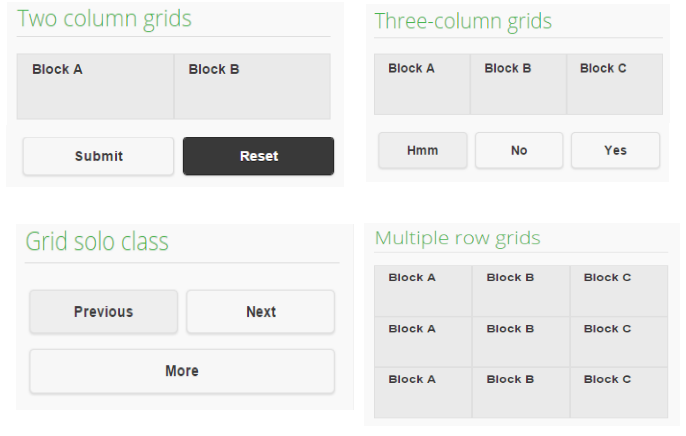 Two column grids
Block A Block B
Submit Reset
Three-column grids
Block A Block B Block C
Hmm No Yes
Grid solo class
Previous Next
More
Multiple row grids
Block A Block B Block C
Block A Block B Block C
Block A Block B Block C